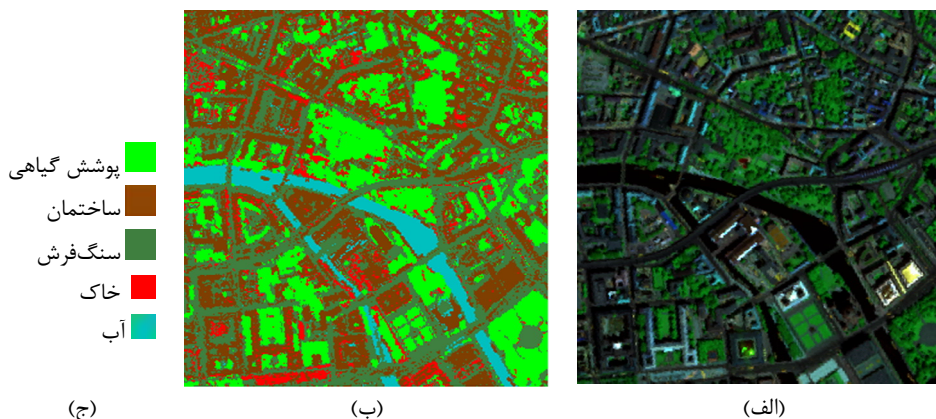 پوشش گیاهی
ساختمان
سنگ‌فرش
خاک
آب
(الف)
(ب)
(ج)